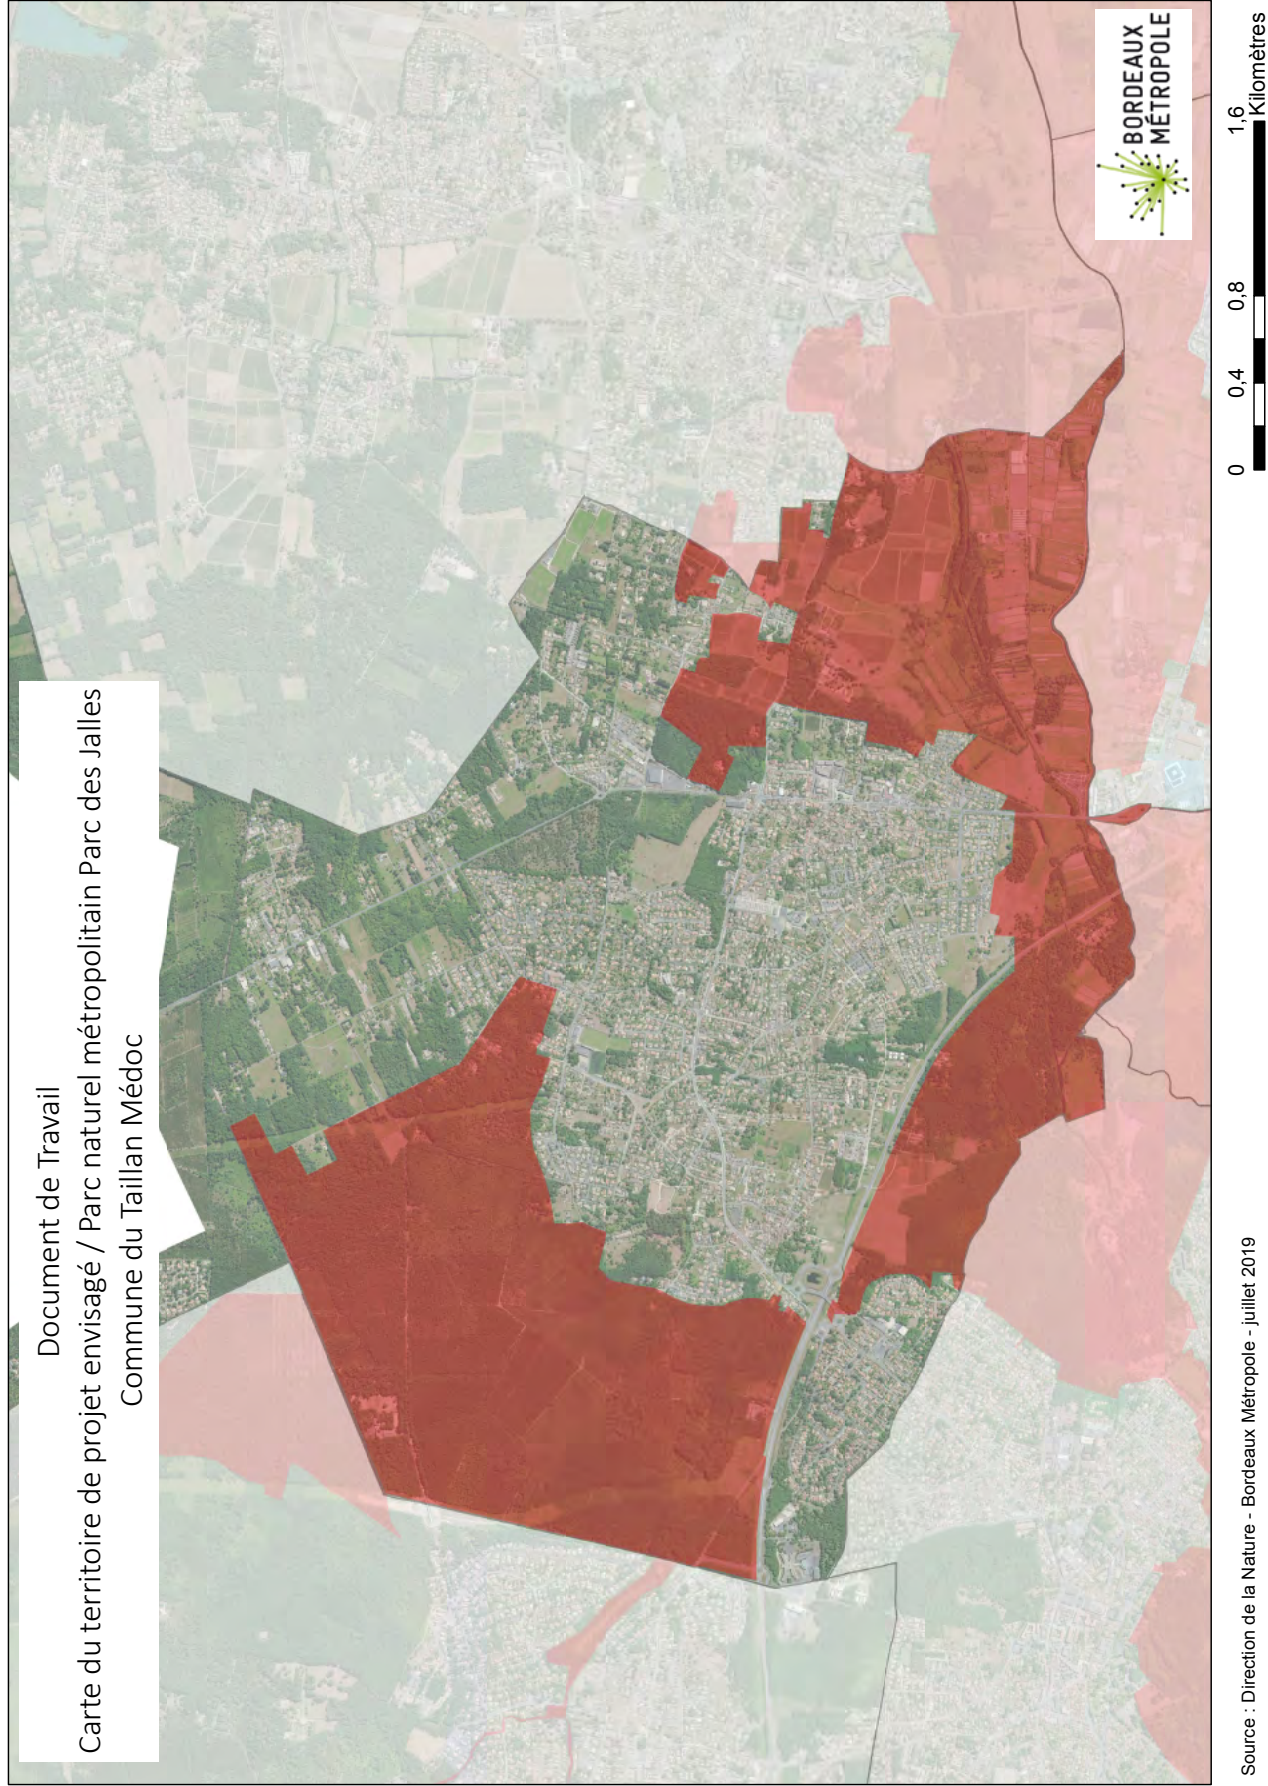 Document de Travail
Carte du territoire de projet envisagé / Parc naturel métropolitain Parc des Jalles
Commune du Taillan Médoc
BORDEAUX
MÉTROPOLE
0 0,4 0,8 1,6
Kilomètres
Source : Direction de la Nature - Bordeaux Métropole - juillet 2019